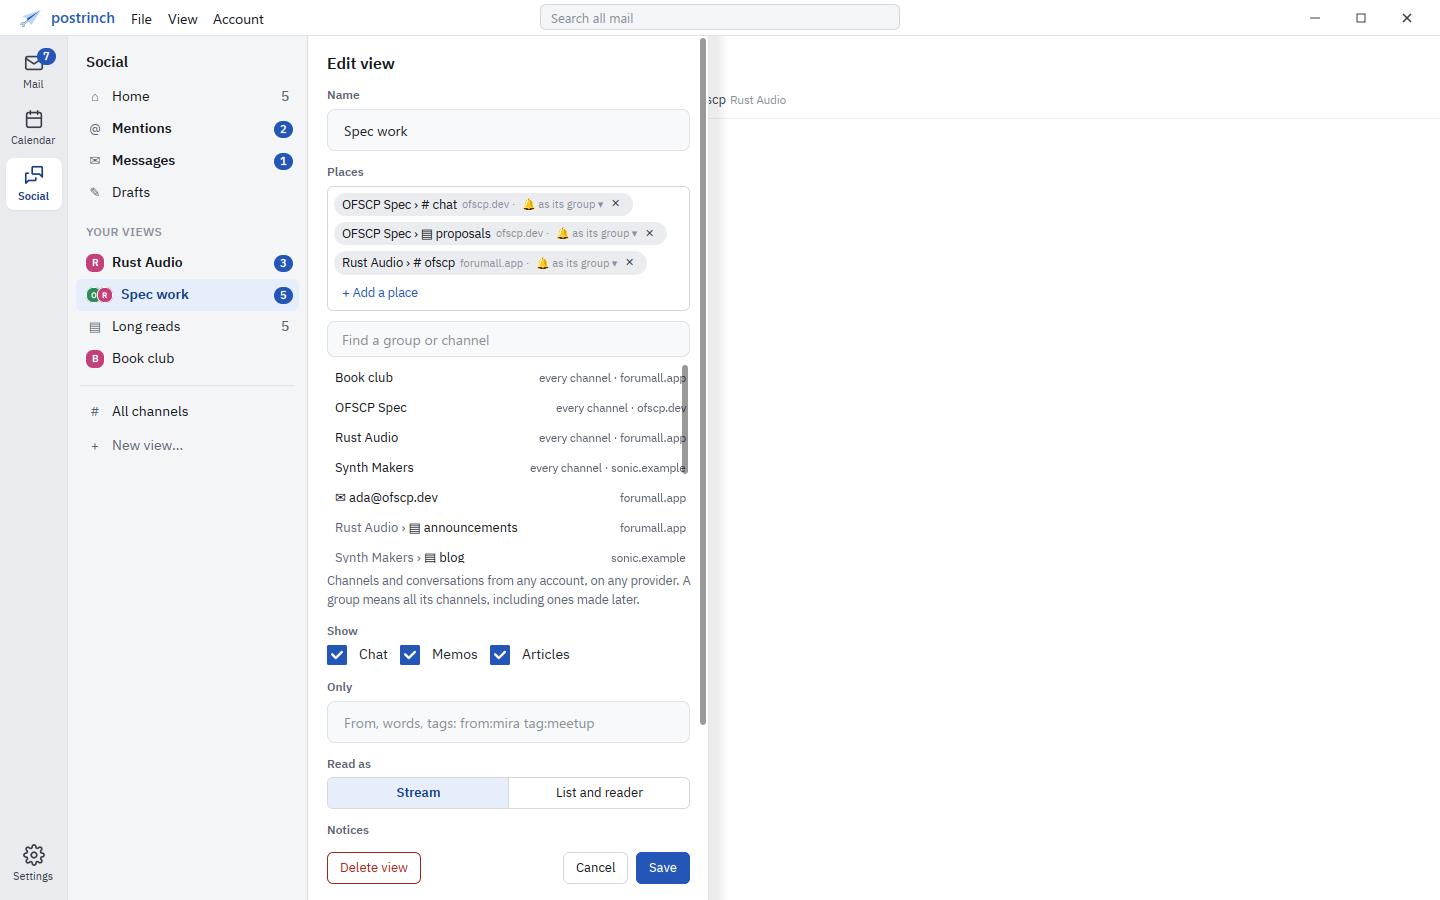 postrinch File View Account
Search all mail
7
Mail
Calendar
Social
Settings
Social
Home 5
@ Mentions 2
Messages 1
Drafts
YOUR VIEWS
R Rust Audio 3
O R Spec work 5
Long reads 5
B Book club
# All channels
+ New view...
Edit view
Name
Spec work
Places
OFSCP Spec › # chat ofscp.dev · 🔔 as its group ▾ ✕
OFSCP Spec › ▤ proposals ofscp.dev · 🔔 as its group ▾ ✕
Rust Audio › # ofscp forumall.app · 🔔 as its group ▾ ✕
+ Add a place
Find a group or channel
Book club every channel · forumall.app
OFSCP Spec every channel · ofscp.dev
Rust Audio every channel · forumall.app
Synth Makers every channel · sonic.example
✉ ada@ofscp.dev forumall.app
Rust Audio › ▤ announcements forumall.app
Synth Makers › ▤ blog sonic.example
Channels and conversations from any account, on any provider. A
group means all its channels, including ones made later.
Show
Chat Memos Articles
Only
From, words, tags: from:mira tag:meetup
Read as
Stream List and reader
Notices
Delete view Cancel Save
scp Rust Audio